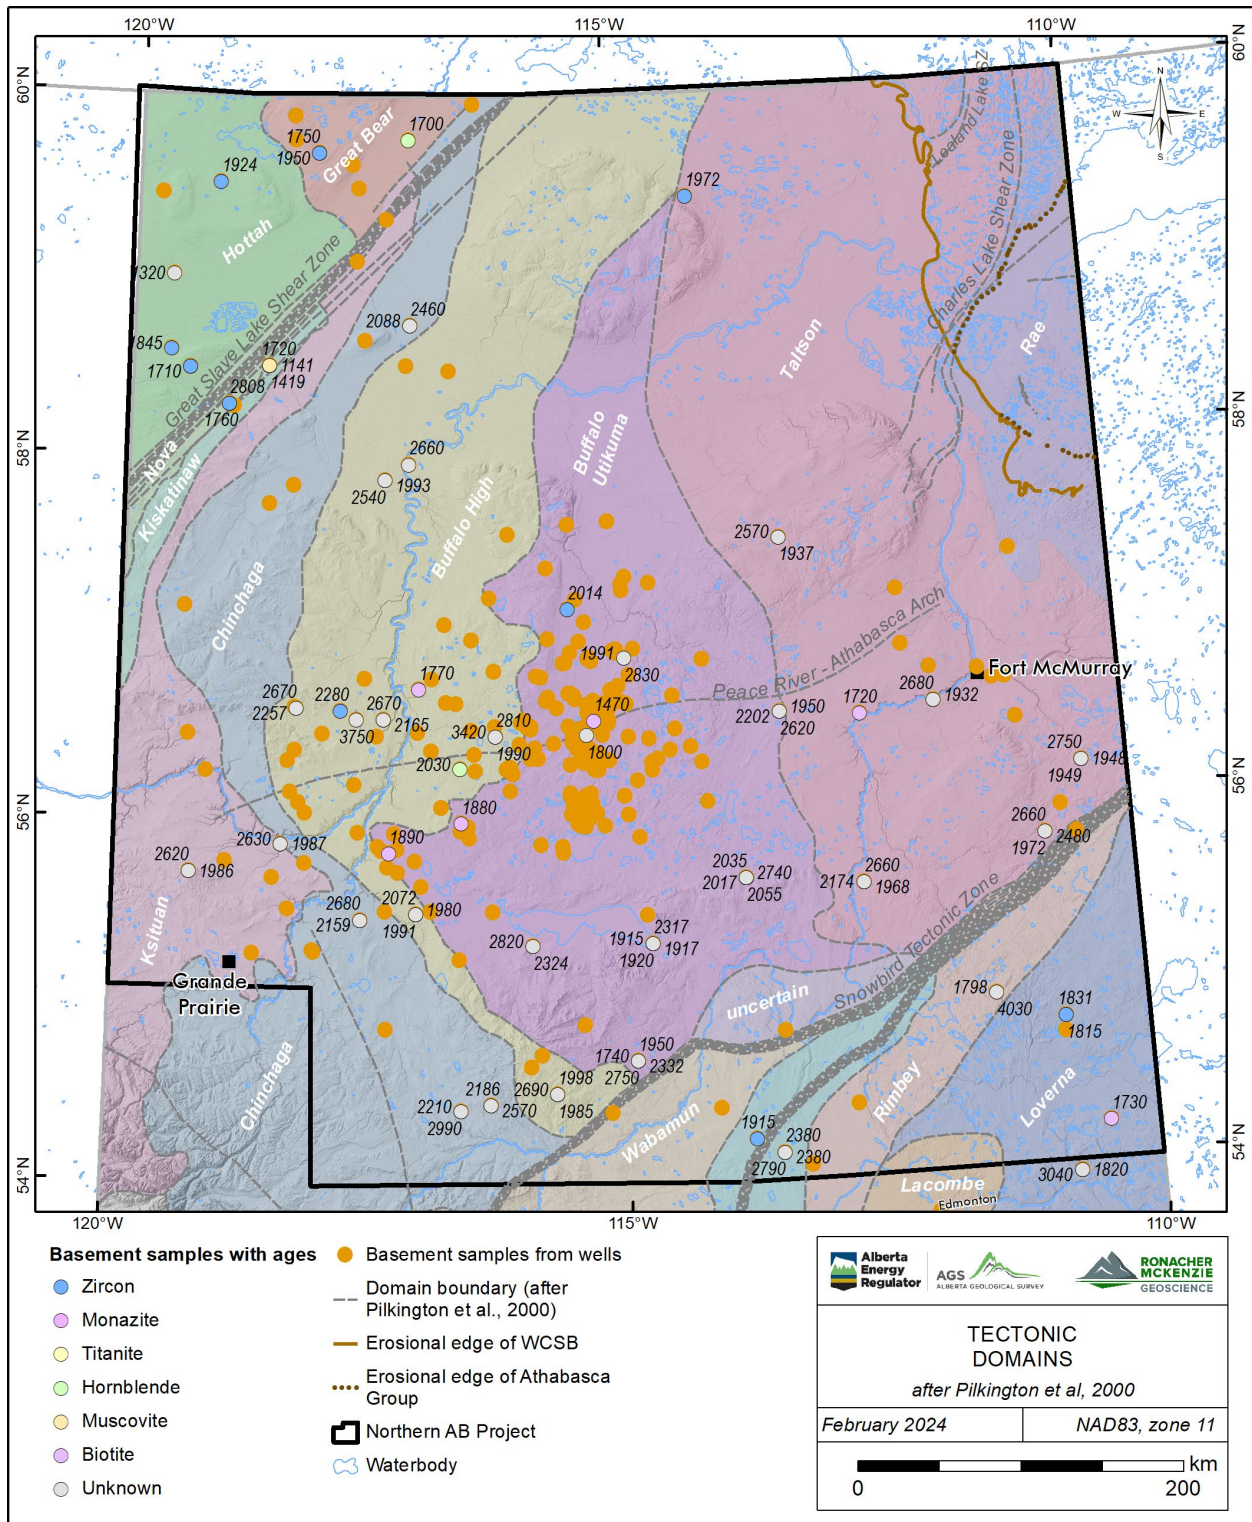 120°W
115°W
110°W
60°N
60°N
N
W
E
S
Lealand Lake SZ
1700
1750
1950
Great Bear
1924
1972
Hottah
Charles Lake Shear Zone
1320
Great Slave Lake Shear Zone
2460
2088
Taltson
Rae
1845
1710
1720
1141
1419
2808
1760
58°N
58°N
Buffalo
Utikuma
Nova
Kiskatinaw
2660
1993
2540
Buffalo High
2570
1937
Chinchaga
2014
Peace River - Athabasca Arch
1991
2830
Fort McMurray
1770
2670
2257
2280
3750
2670
2165
1470
1800
2680
1932
1720
1950
2202
2620
2810
3420
1990
2030
2750
1948
1949
56°N
56°N
1880
2660
2480
1972
2630
1987
1890
2620
1986
2035
2740
2017
2055
2660
2174
1968
2072
1980
1991
2680
2159
Ksituan
2820
2324
2317
1915
1917
1920
Snowbird Tectonic Zone
Grande
Prairie
uncertain
1798
4030
1831
1815
1950
1740
2332
2750
Chinchaga
2186
2570
2210
2990
1998
2690
1985
Rimbey
Loverna
1730
Wabamun
1915
2380
2790
2380
54°N
54°N
1820
3040
Lacombe
Edmonton
120°W
115°W
110°W
Basement samples with ages
Zircon
Monazite
Titanite
Hornblende
Muscovite
Biotite
Unknown
Basement samples from wells
Domain boundary (after
Pilkington et al., 2000)
Erosional edge of WCSB
Erosional edge of Athabasca
Group
Northern AB Project
Waterbody
Alberta
Energy
Regulator
AGS
ALBERTA GEOLOGICAL SURVEY
RONACHER
MCKENZIE
GEOSCIENCE
TECTONIC
DOMAINS
after Pilkington et al, 2000
February 2024
NAD83, zone 11
km
0
200